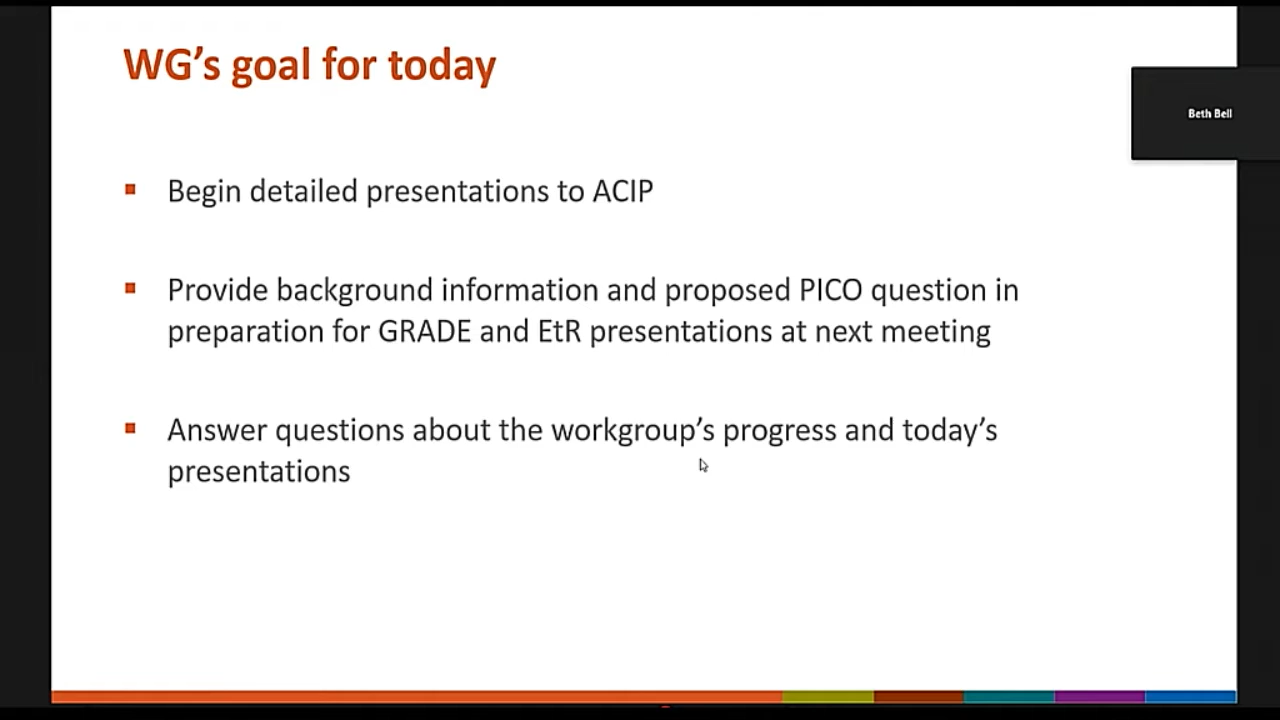 WG’s goal for today
Beth Bell
Begin detailed presentations to ACIP
Provide background information and proposed PICO question in
preparation for GRADE and EtR presentations at next meeting
Answer questions about the workgroup’s progress and today’s
presentations